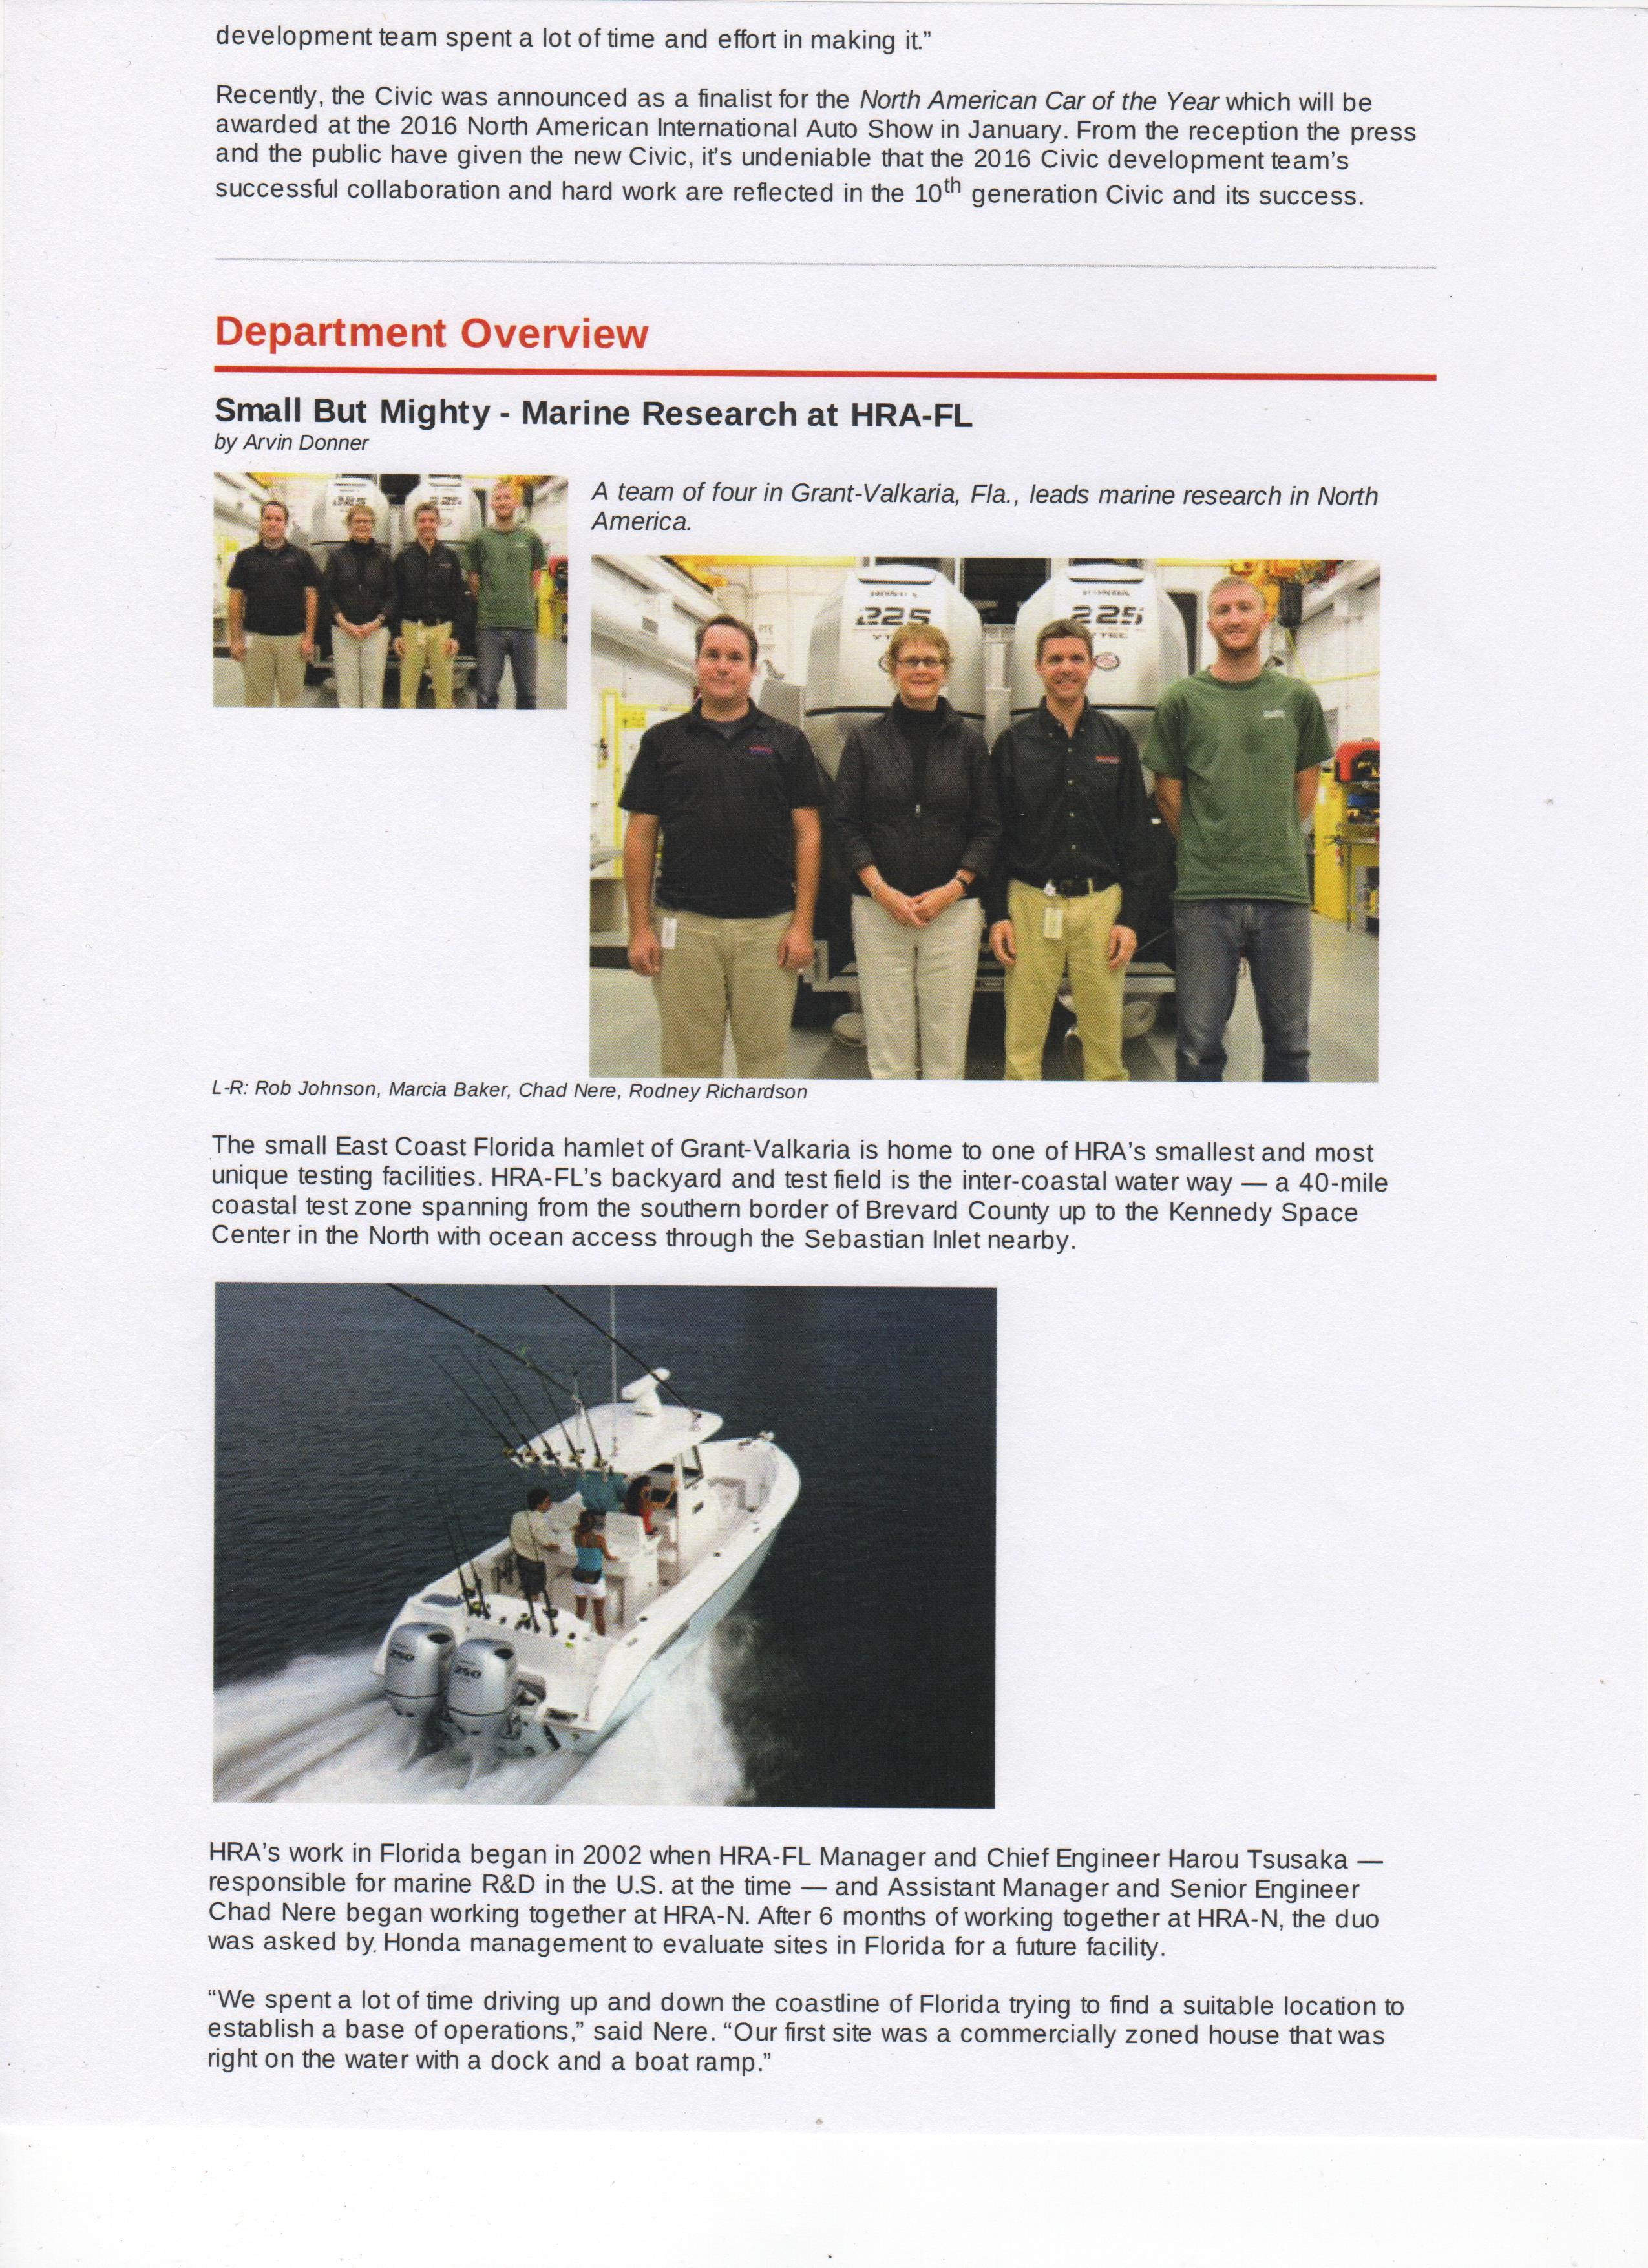 development team spent a lot of time and effort in making it.”
Recently, the Civic was announced as a finalist for the North American Car of the Year which will be
awarded at the 2016 North American International Auto Show in January. From the reception the press
and the public have given the new Civic, it’s undeniable that the 2016 Civic development team’s
successful collaboration and hard work are reflected in the 10th generation Civic and its success.
Department Overview
Small But Mighty - Marine Research at HRA-FL
by Arvin Donner
A team of four in Grant-Valkaria, Fla., leads marine research in North
America.
225
225
HONDA
225
VTEC
HONDA
225
VTEC
L-R: Rob Johnson, Marcia Baker, Chad Nere, Rodney Richardson
The small East Coast Florida hamlet of Grant-Valkaria is home to one of HRA’s smallest and most
unique testing facilities. HRA-FL’s backyard and test field is the inter-coastal water way — a 40-mile
coastal test zone spanning from the southern border of Brevard County up to the Kennedy Space
Center in the North with ocean access through the Sebastian Inlet nearby.
250
250
HRA’s work in Florida began in 2002 when HRA-FL Manager and Chief Engineer Harou Tsusaka —
responsible for marine R&D in the U.S. at the time — and Assistant Manager and Senior Engineer
Chad Nere began working together at HRA-N. After 6 months of working together at HRA-N, the duo
was asked by Honda management to evaluate sites in Florida for a future facility.
“We spent a lot of time driving up and down the coastline of Florida trying to find a suitable location to
establish a base of operations,” said Nere. “Our first site was a commercially zoned house that was
right on the water with a dock and a boat ramp.”